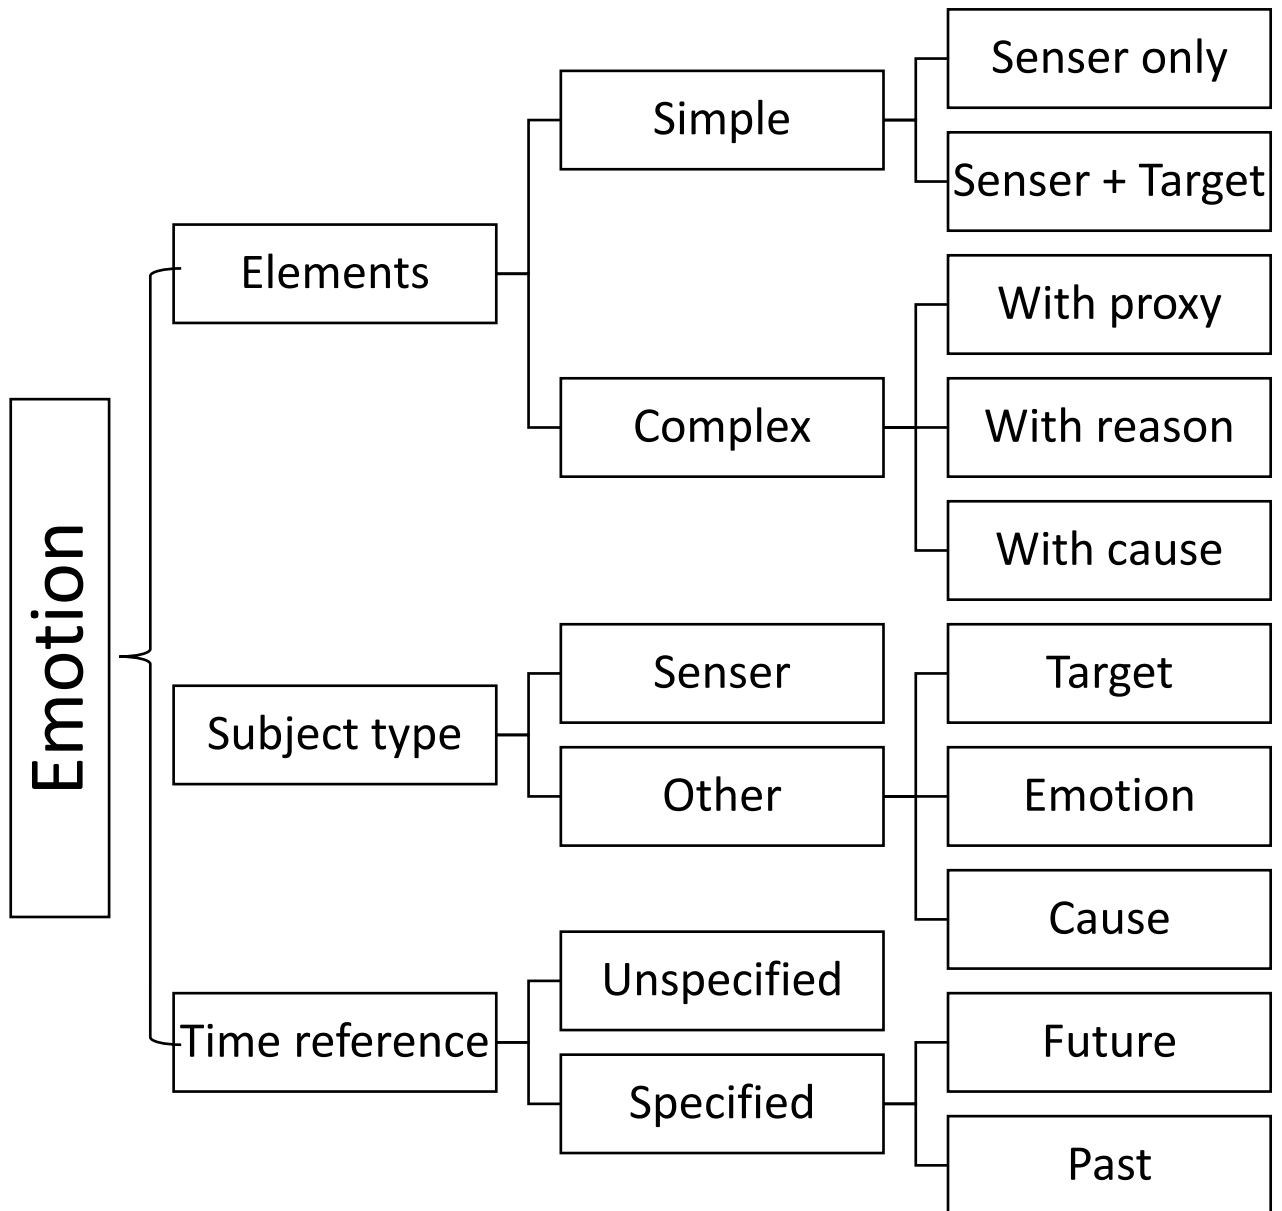 Emotion
Elements
Simple
Senser only
Senser + Target
Complex
With proxy
With reason
With cause
Subject type
Senser
Other
Target
Emotion
Cause
Time reference
Unspecified
Specified
Future
Past